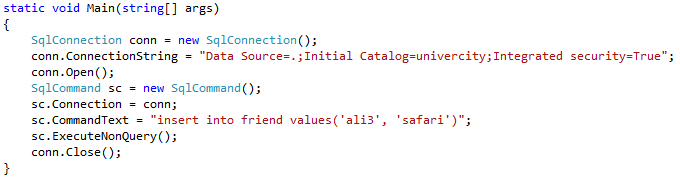 static void Main(string[] args)
{
    SqlConnection conn = new SqlConnection();
    conn.ConnectionString = "Data Source=.;Initial Catalog=univercity;Integrated security=True";
    conn.Open();
    SqlCommand sc = new SqlCommand();
    sc.Connection = conn;
    sc.CommandText = "insert into friend values('ali3', 'safari')";
    sc.ExecuteNonQuery();
    conn.Close();
}